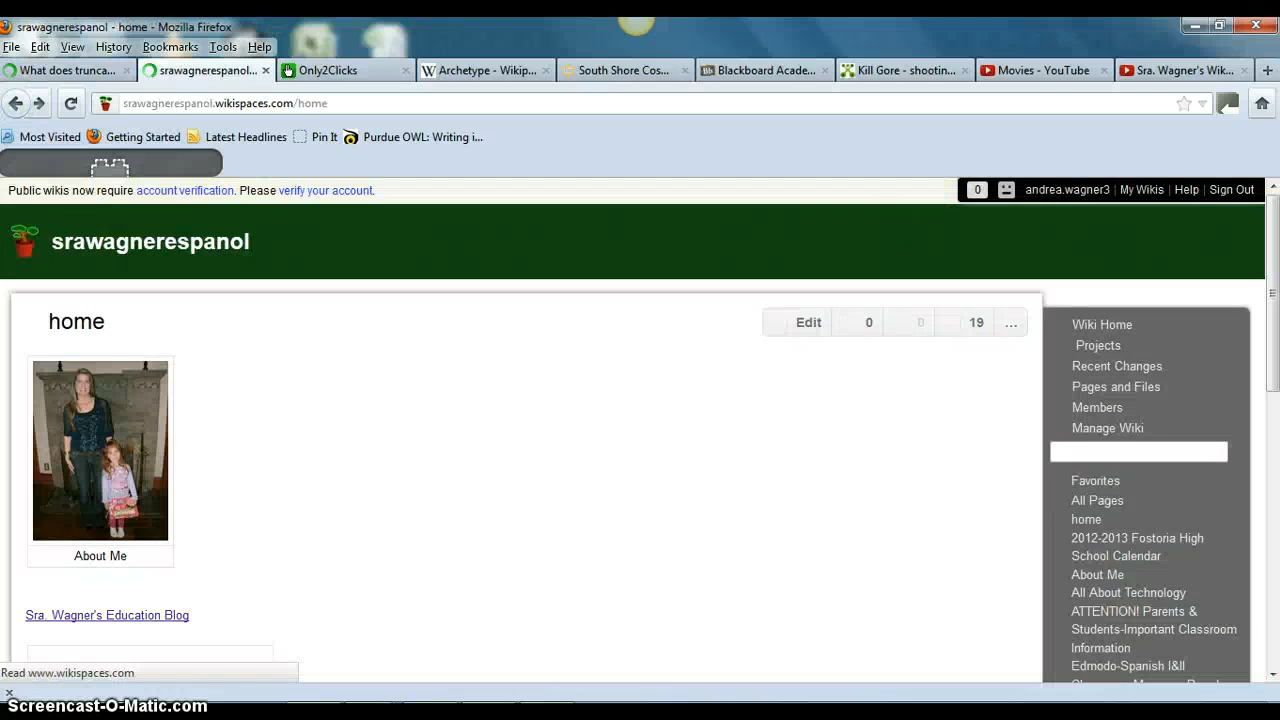 srawagnerespanol - home - Mozilla Firefox
File Edit View History Bookmarks Tools Help
What does trunca... srawagnerespanol... Only2Clicks Archetype - Wikip... South Shore Cos... Blackboard Acade... Kill Gore - shootin... Movies - YouTube Sra. Wagner's Wik...
srawagnerespanol.wikispaces.com/home
Most Visited Getting Started Latest Headlines Pin It Purdue OWL: Writing i...
Public wikis now require account verification. Please verify your account.
0 andrea.wagner3 | My Wikis | Help | Sign Out
srawagnerespanol
home
Edit 0 0 19 ...
About Me
Sra. Wagner's Education Blog
Wiki Home
Projects
Recent Changes
Pages and Files
Members
Manage Wiki
Favorites
All Pages
home
2012-2013 Fostoria High
School Calendar
About Me
All About Technology
ATTENTION! Parents &
Students-Important Classroom
Information
Edmodo-Spanish I&II
Read www.wikispaces.com
Screencast-O-Matic.com